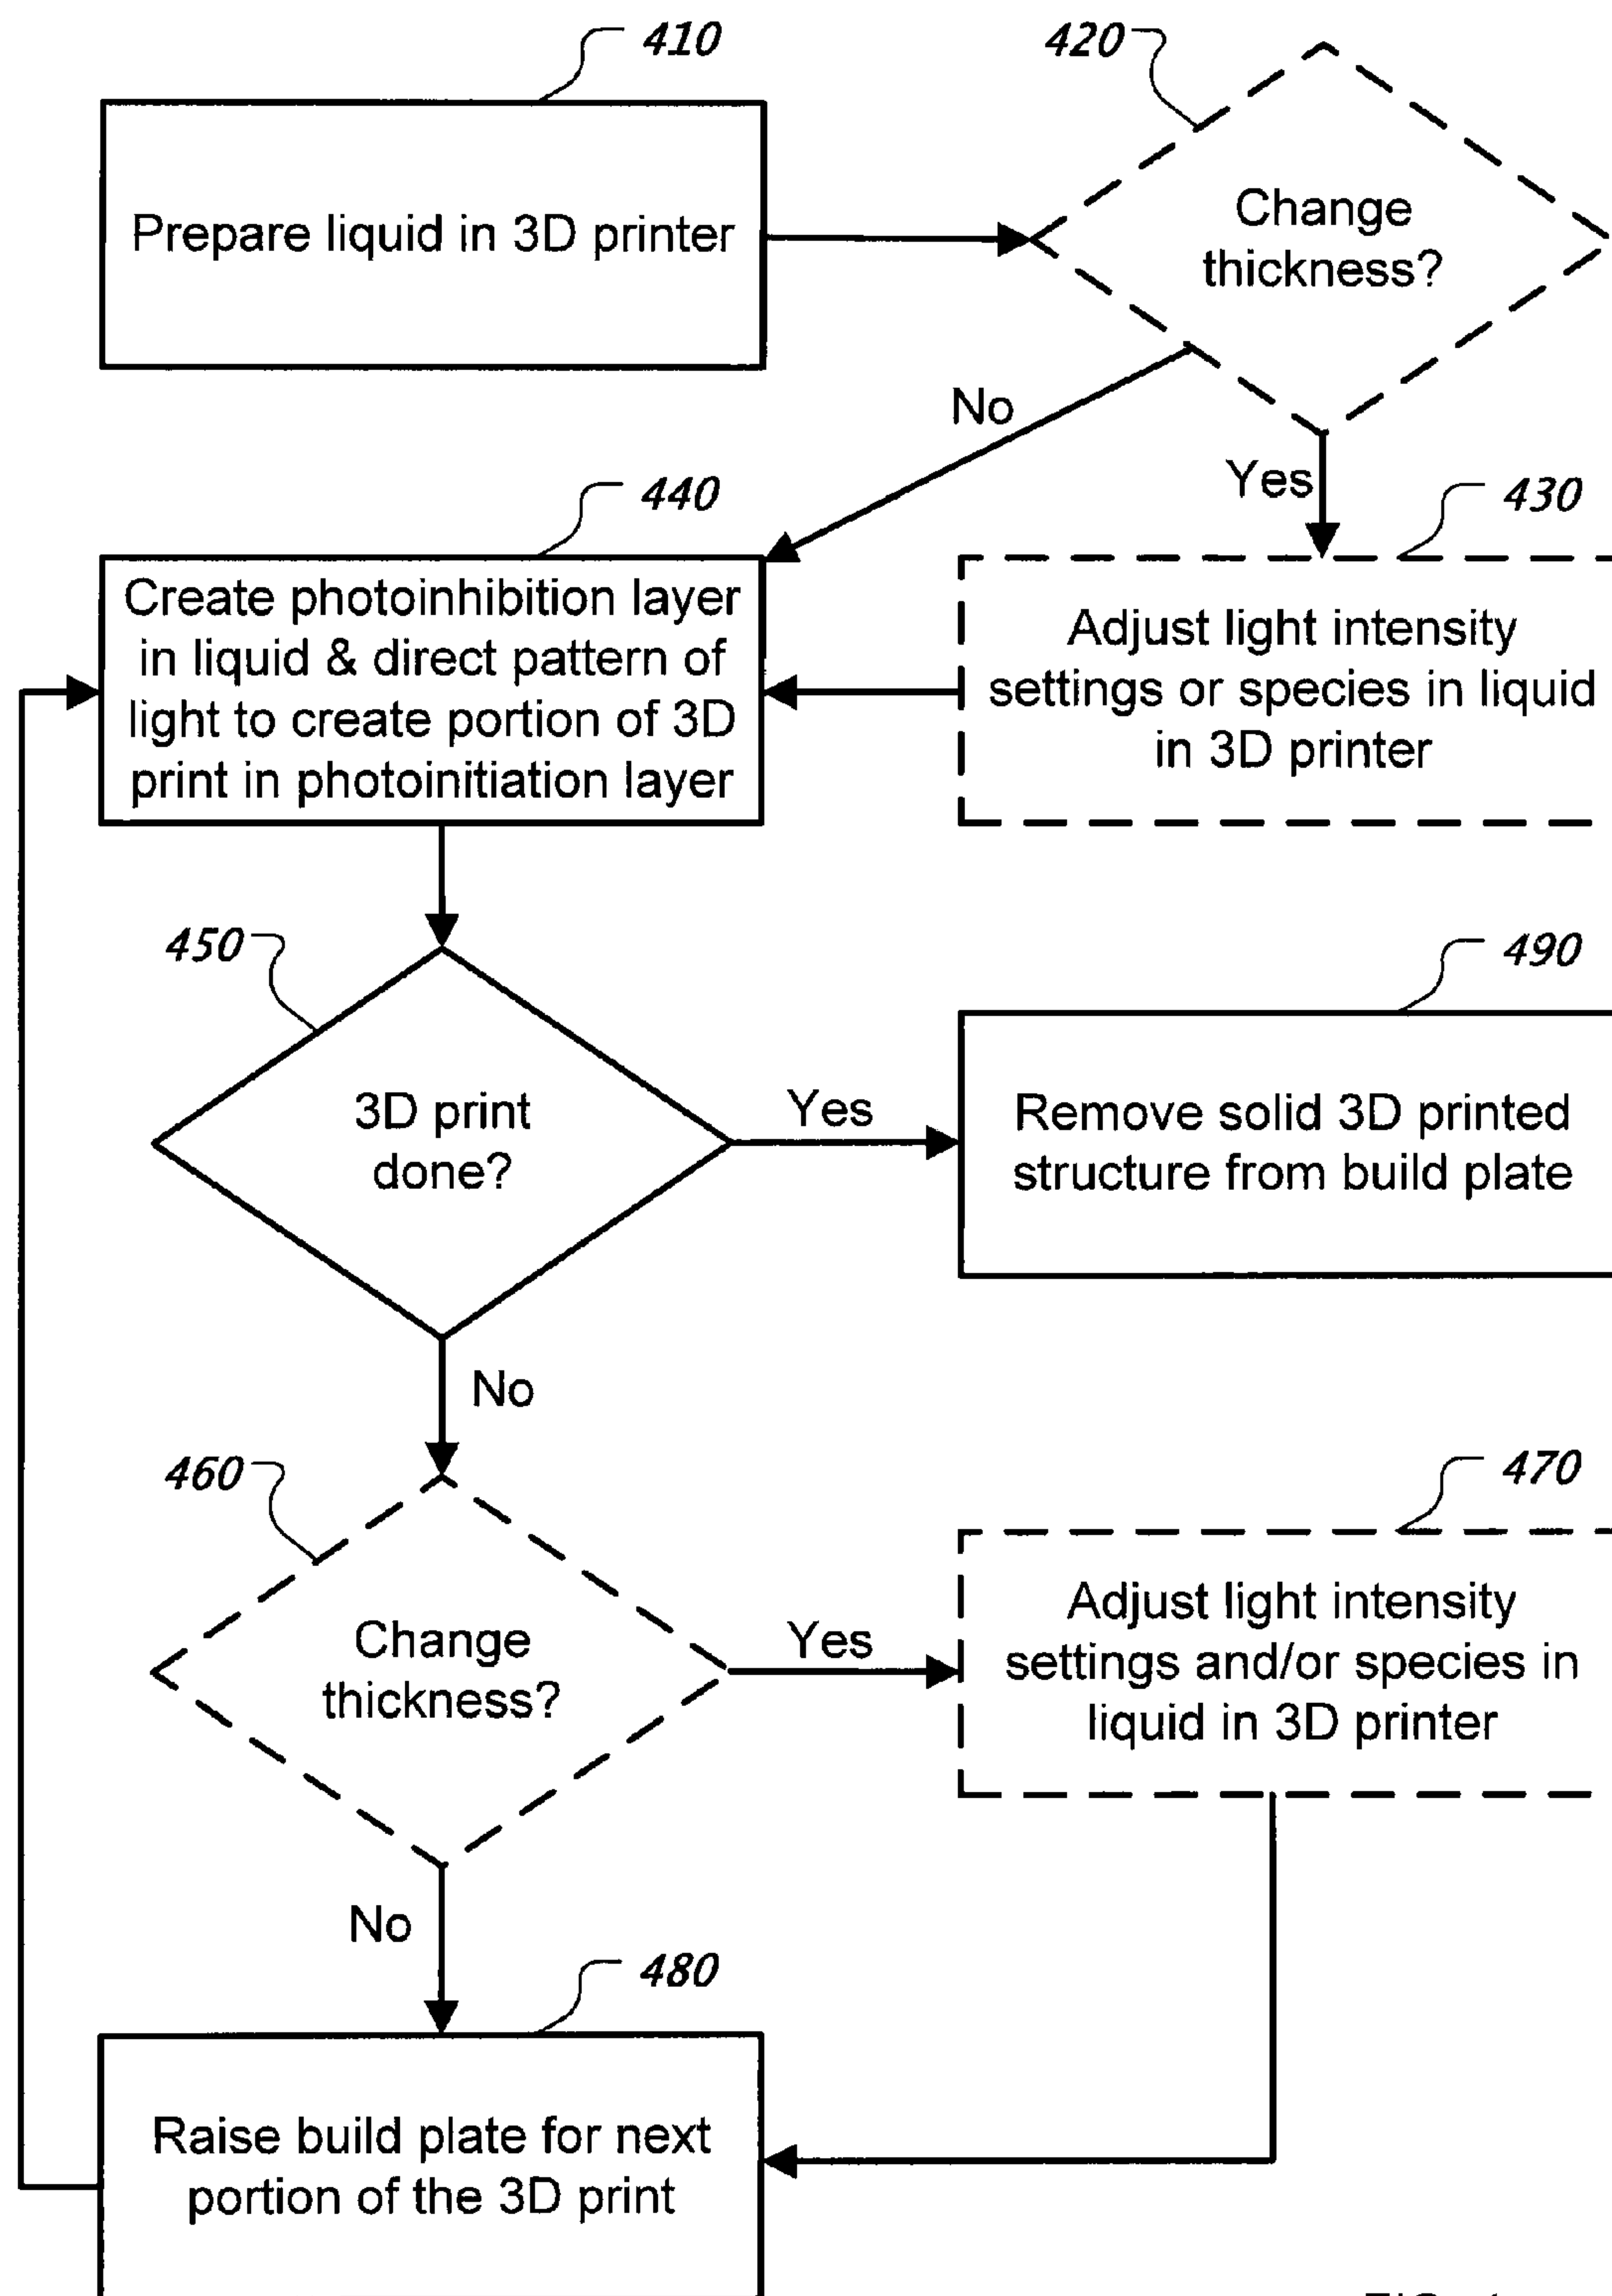 410
420
Prepare liquid in 3D printer
Change
thickness?
No
Yes
440
430
Create photoinhibition layer
in liquid & direct pattern of
light to create portion of 3D
print in photoinitiation layer
Adjust light intensity
settings or species in liquid
in 3D printer
450
490
3D print
done?
Yes
Remove solid 3D printed
structure from build plate
No
460
470
Change
thickness?
Yes
Adjust light intensity
settings and/or species in
liquid in 3D printer
No
480
Raise build plate for next
portion of the 3D print